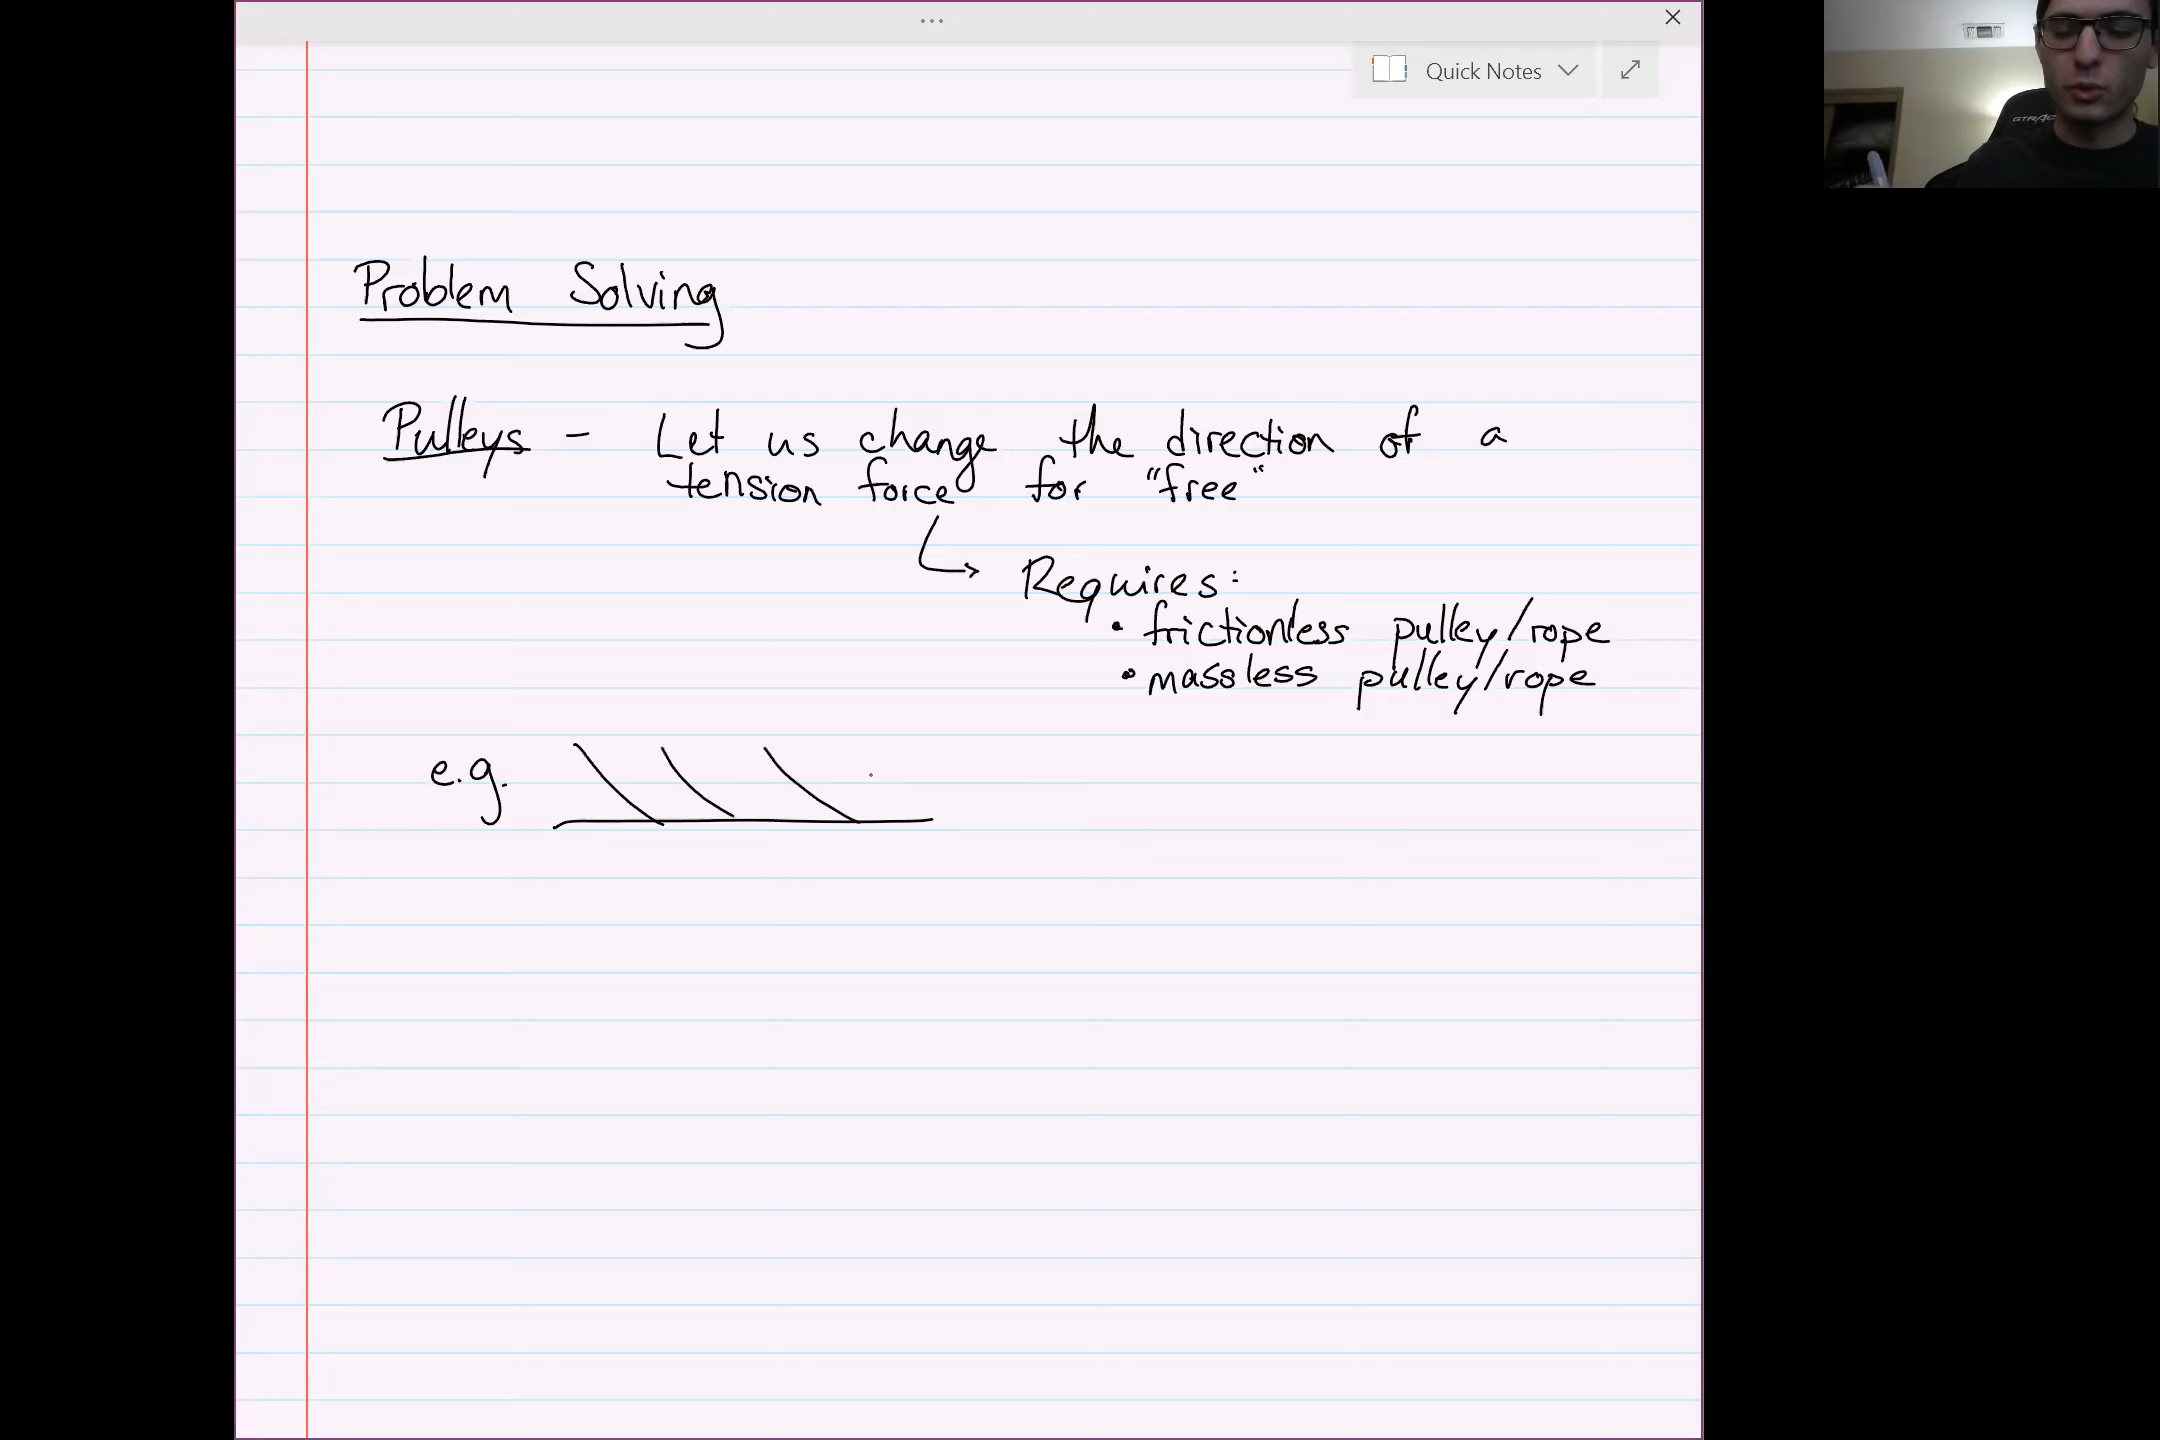 Quick Notes
GTRAC
Problem Solving
Pulleys - Let us change the direction of a
tension force for "free"
Requires:
• frictionless pulley/rope
• massless pulley/rope
e.g.